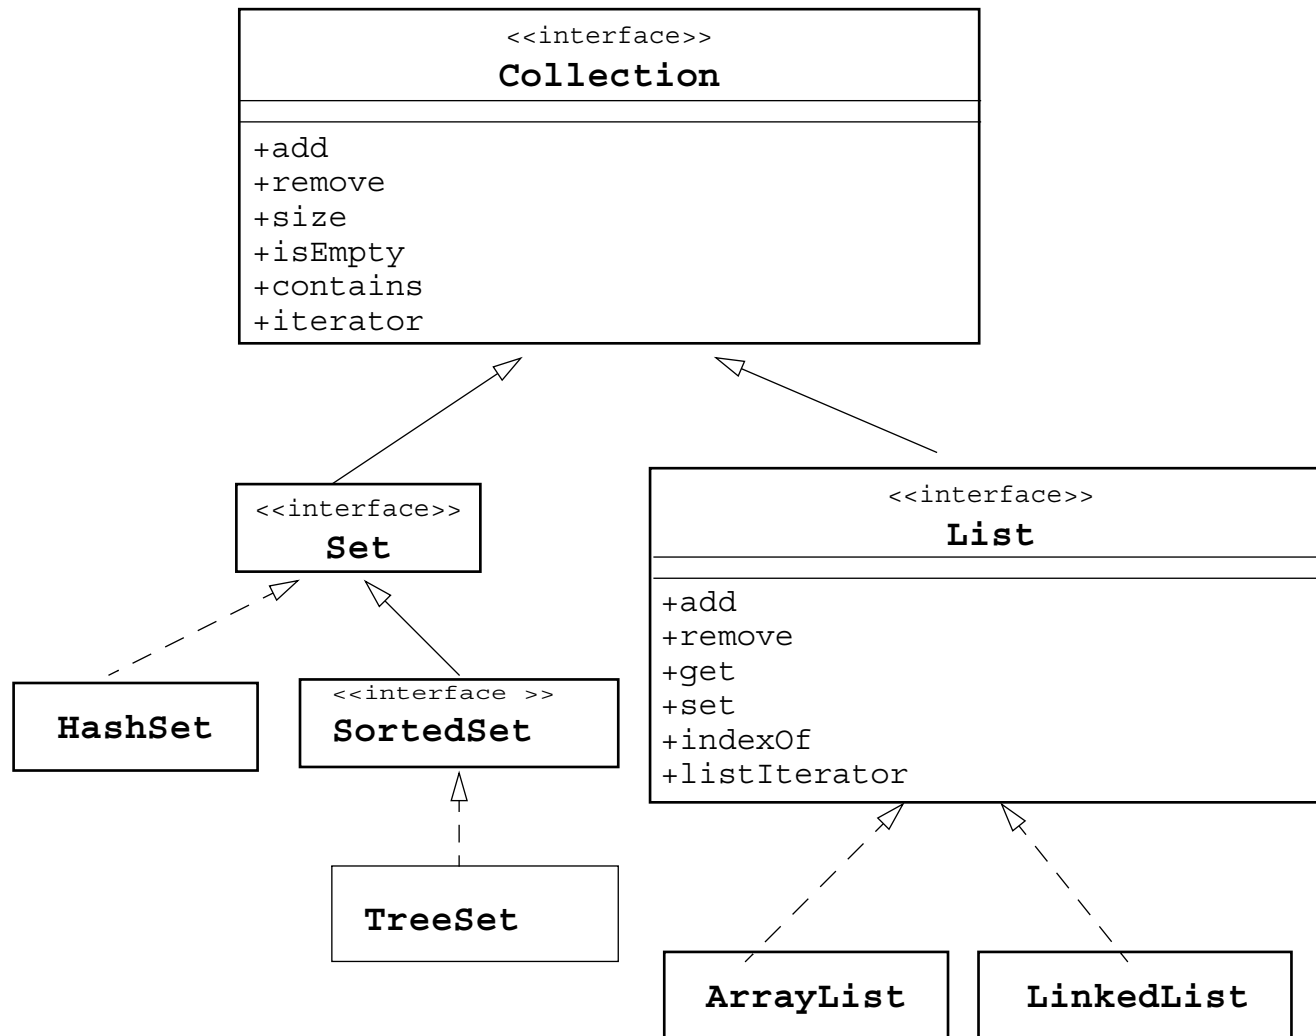 <<interface>>
Collection
+add
+remove
+size
+isEmpty
+contains
+iterator
<<interface>>
Set
<<interface>>
List
+add
+remove
+get
+set
+indexOf
+listIterator
HashSet
<<interface >>
SortedSet
TreeSet
ArrayList
LinkedList